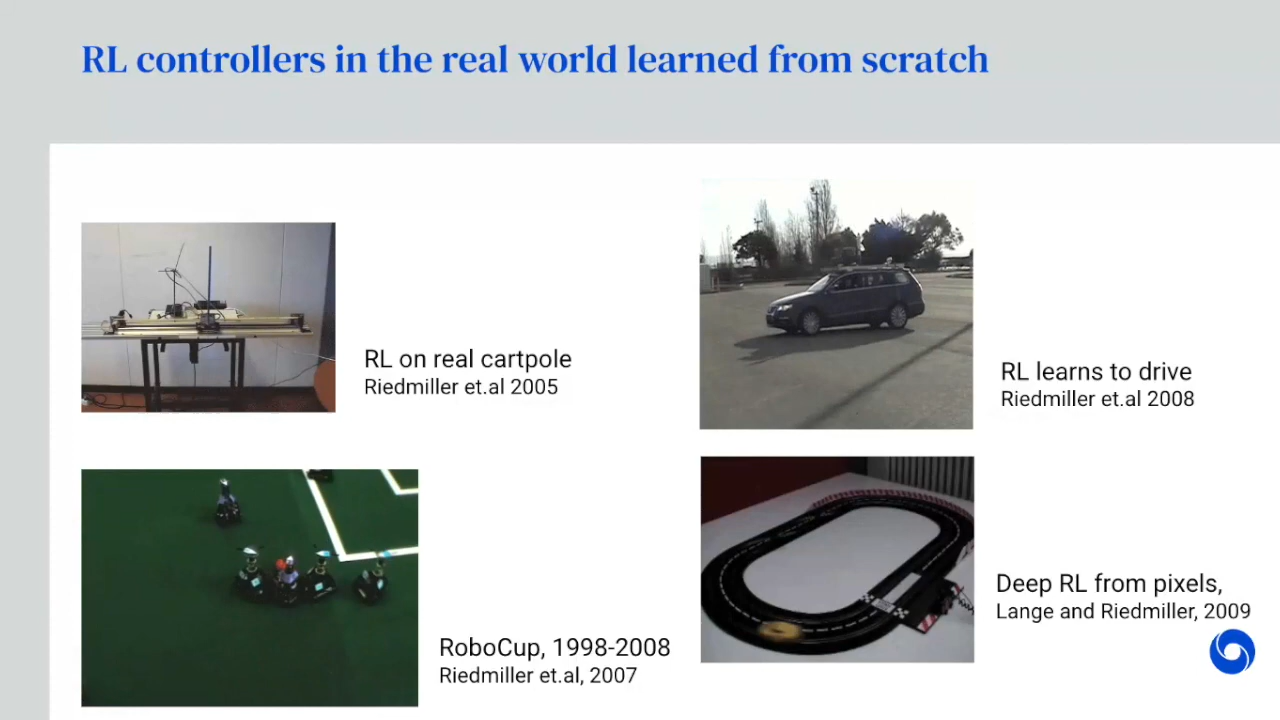 RL controllers in the real world learned from scratch
RL on real cartpole
Riedmiller et.al 2005
RL learns to drive
Riedmiller et.al 2008
RoboCup, 1998-2008
Riedmiller et.al, 2007
Deep RL from pixels,
Lange and Riedmiller, 2009